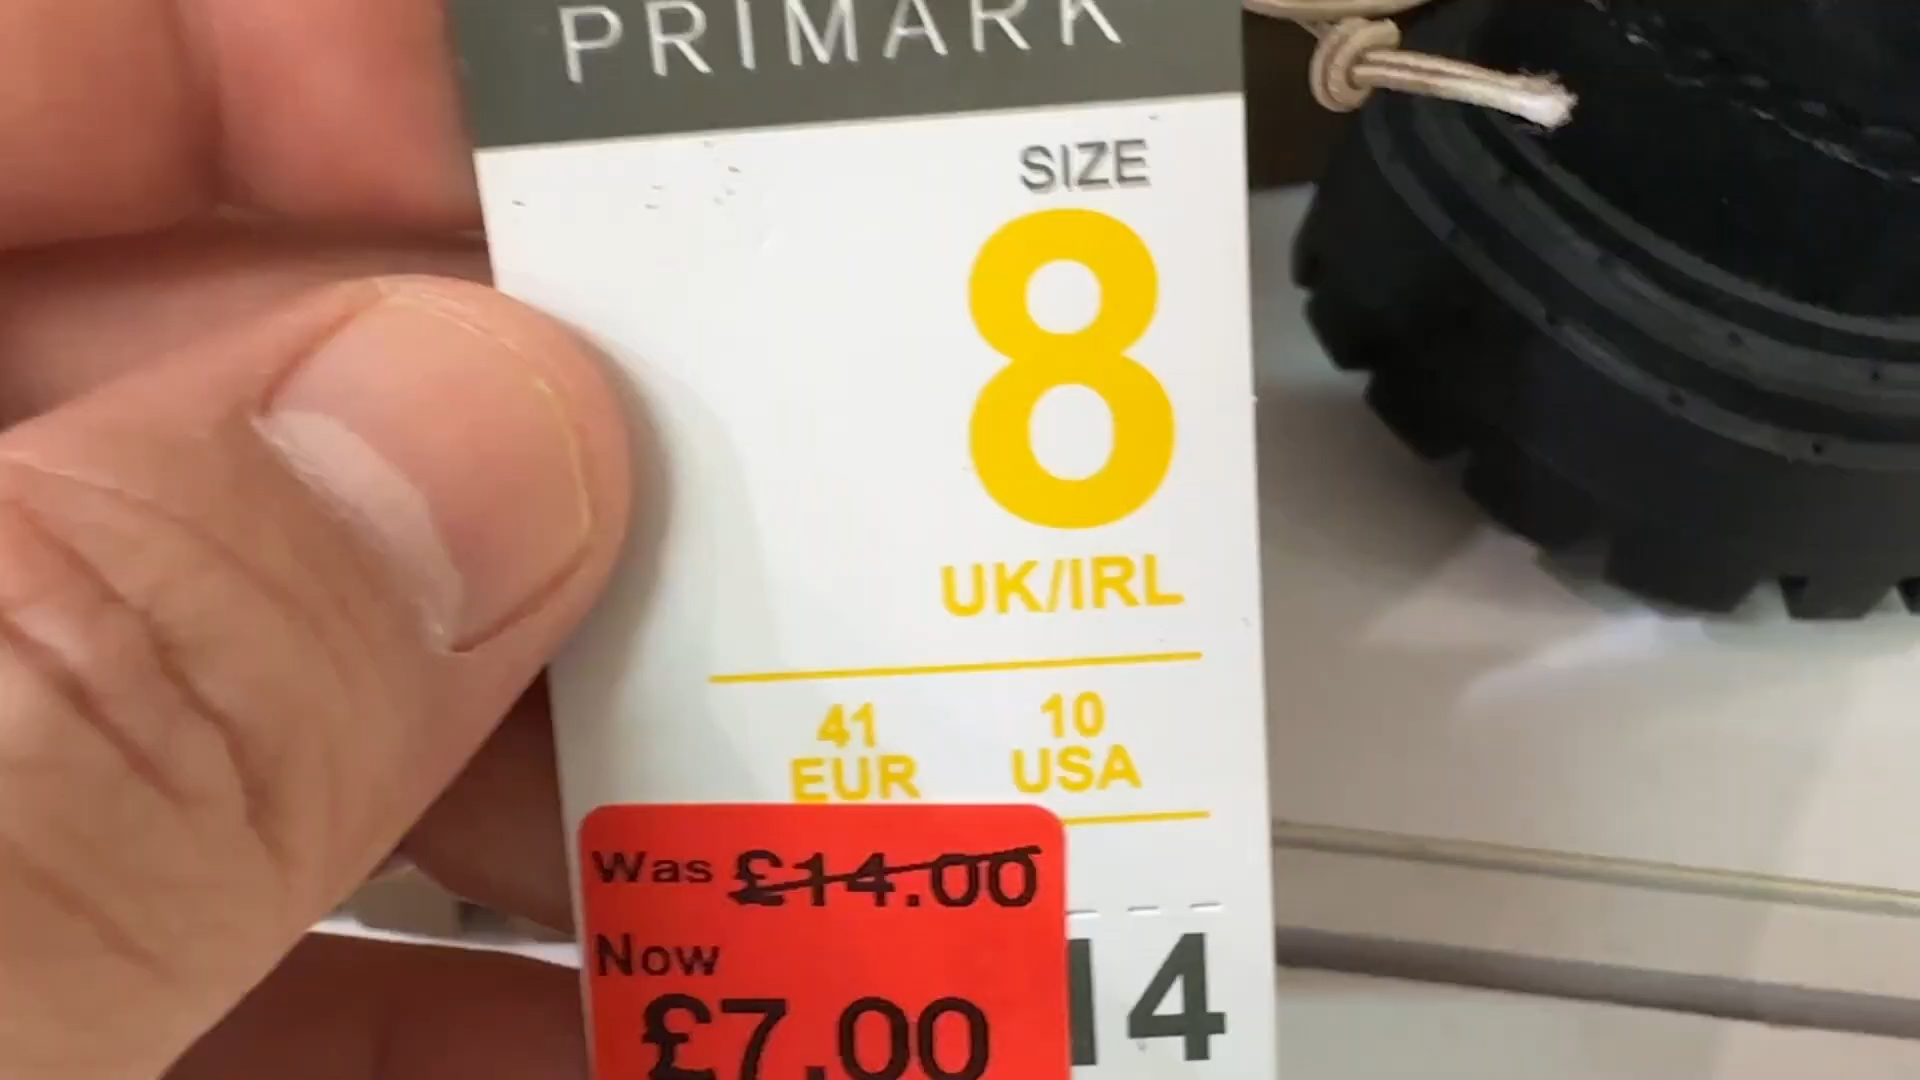 PRIMARK
SIZE
8
UK/IRL
41 10
EUR USA
Was £14.00
Now
£7.00
14